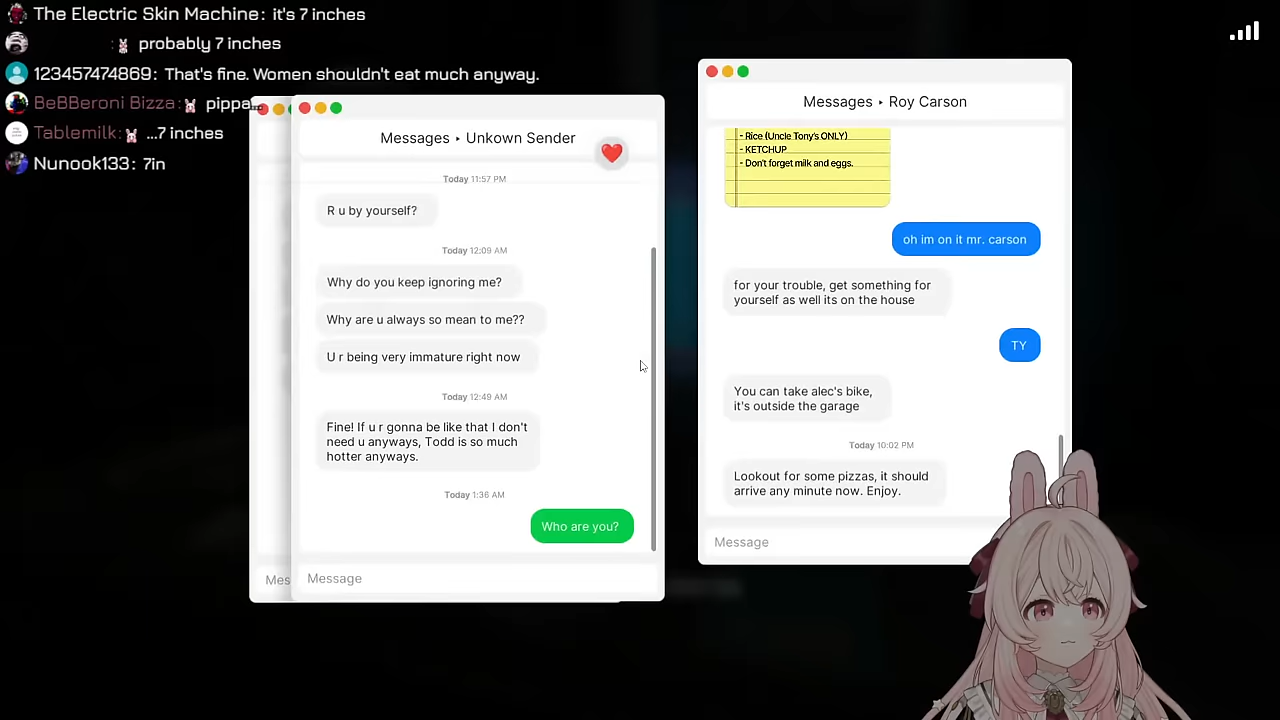 The Electric Skin Machine: it's 7 inches
: probably 7 inches
123457474869: That's fine. Women shouldn't eat much anyway.
BeBBeroni Bizza: pippa...
Tablemilk: ...7 inches
Nunook133: 7in
Messages ‣ Unkown Sender
Today 11:57 PM
R u by yourself?
Today 12:09 AM
Why do you keep ignoring me?
Why are u always so mean to me??
U r being very immature right now
Today 12:49 AM
Fine! If u r gonna be like that I don't
need u anyways, Todd is so much
hotter anyways.
Today 1:36 AM
Who are you?
Mes
Message
Messages ‣ Roy Carson
- Rice (Uncle Tony's ONLY)
- KETCHUP
- Don't forget milk and eggs.
oh im on it mr. carson
for your trouble, get something for
yourself as well its on the house
TY
You can take alec's bike,
it's outside the garage
Today 10:02 PM
Lookout for some pizzas, it should
arrive any minute now. Enjoy.
Message